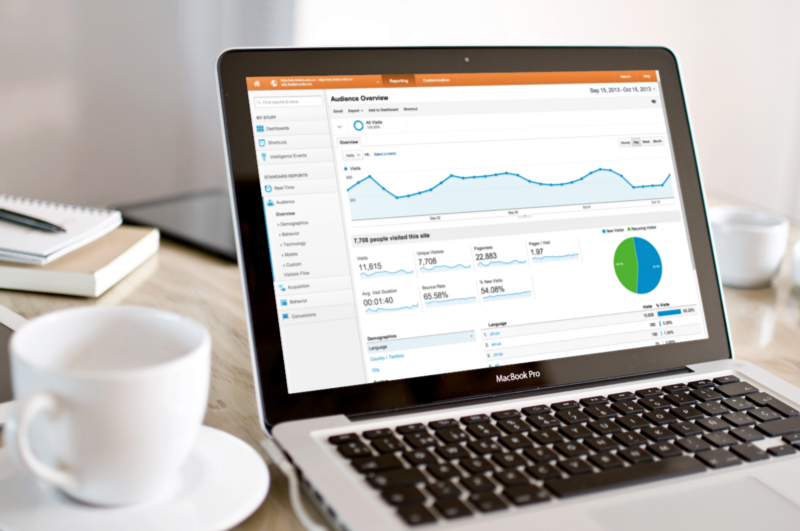 Reporting
Customization
Admin
Help
Find reports & more
Audience Overview
Sep 15, 2013 - Oct 15, 2013
Email Export Add to Dashboard Shortcut
MY STUFF
Dashboards
Shortcuts
Intelligence Events
All Visits
100.00%
Overview
Visits VS. Select a metric
Hourly Day Week Month
Visits
STANDARD REPORTS
Real Time
Audience
Overview
Demographics
Behavior
Technology
Mobile
Custom
Visitors Flow
Acquisition
Behavior
Conversions
7,708 people visited this site
New Visitor Returning Visitor
Visits
11,615
Unique Visitors
7,708
Pageviews
22,883
Pages / Visit
1.97
Avg. Visit Duration
00:01:40
Bounce Rate
65.58%
% New Visits
54.08%
Demographics
Language
Country / Territory
City
Language
Visits % Visits
1.
2.
3.
MacBook Pro